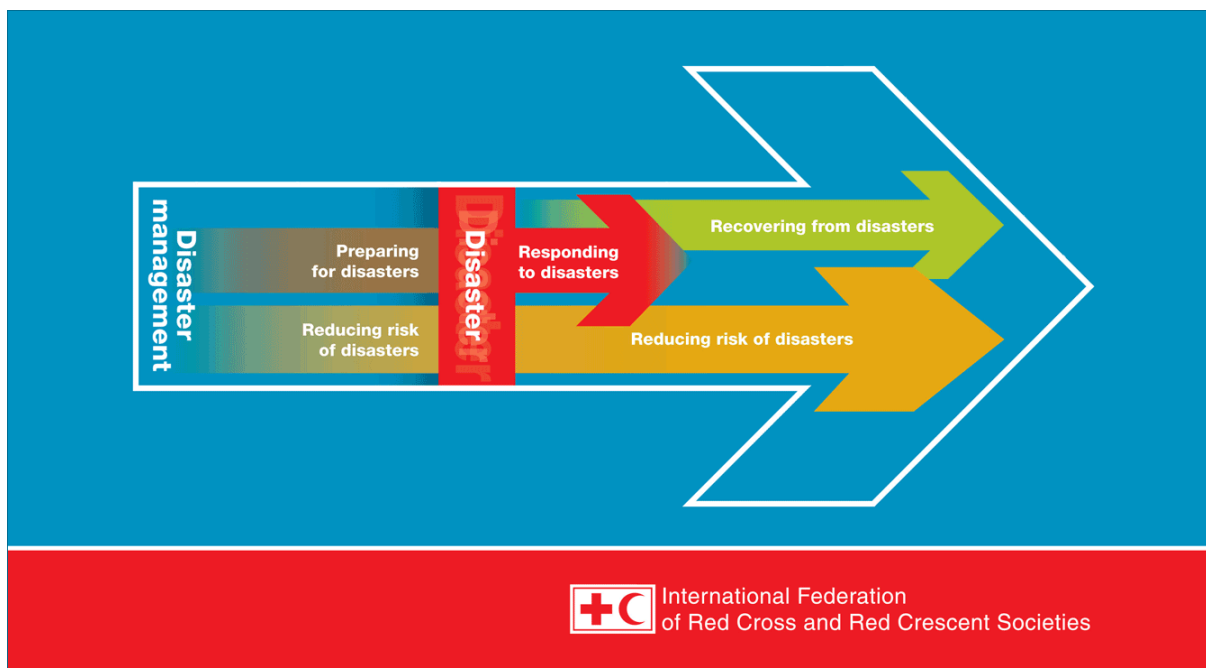 Disaster
management
Preparing
for disasters
Reducing risk
of disasters
Disaster
Responding
to disasters
Recovering from disasters
Reducing risk of disasters
International Federation
of Red Cross and Red Crescent Societies